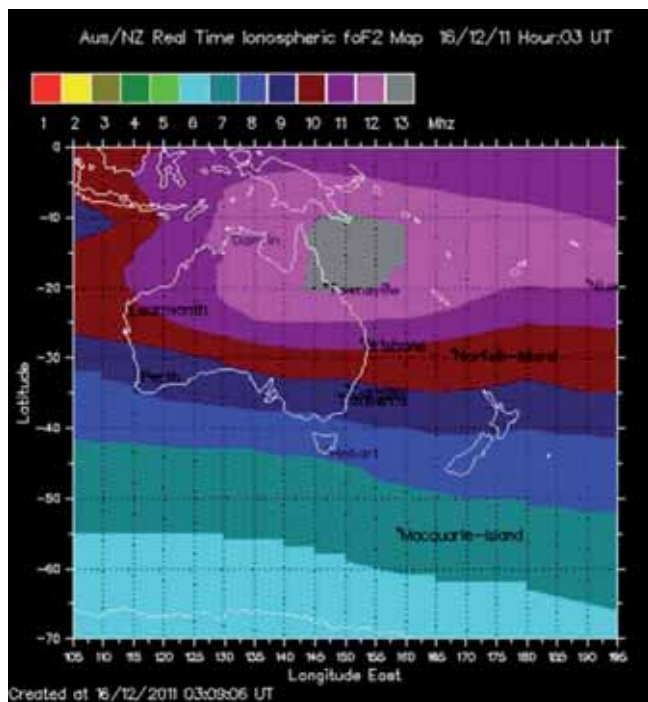 Aus/NZ Real Time Ionospheric foF2 Map 16/12/11 Hour:03 UT
1 2 3 4 5 6 7 8 9 10 11 12 13 Mhz
0
-10
Darwin
-20
Townsville
Learmonth
-30
Brisbane
Norfolk-Island
Perth
Canberra
-40
Hobart
-50
Macquarie-Island
-60
-70
Latitude
105 110 115 120 125 130 135 140 145 150 155 160 165 170 175 180 185 190 195
Longitude East
Created at 16/12/2011 03:09:06 UT